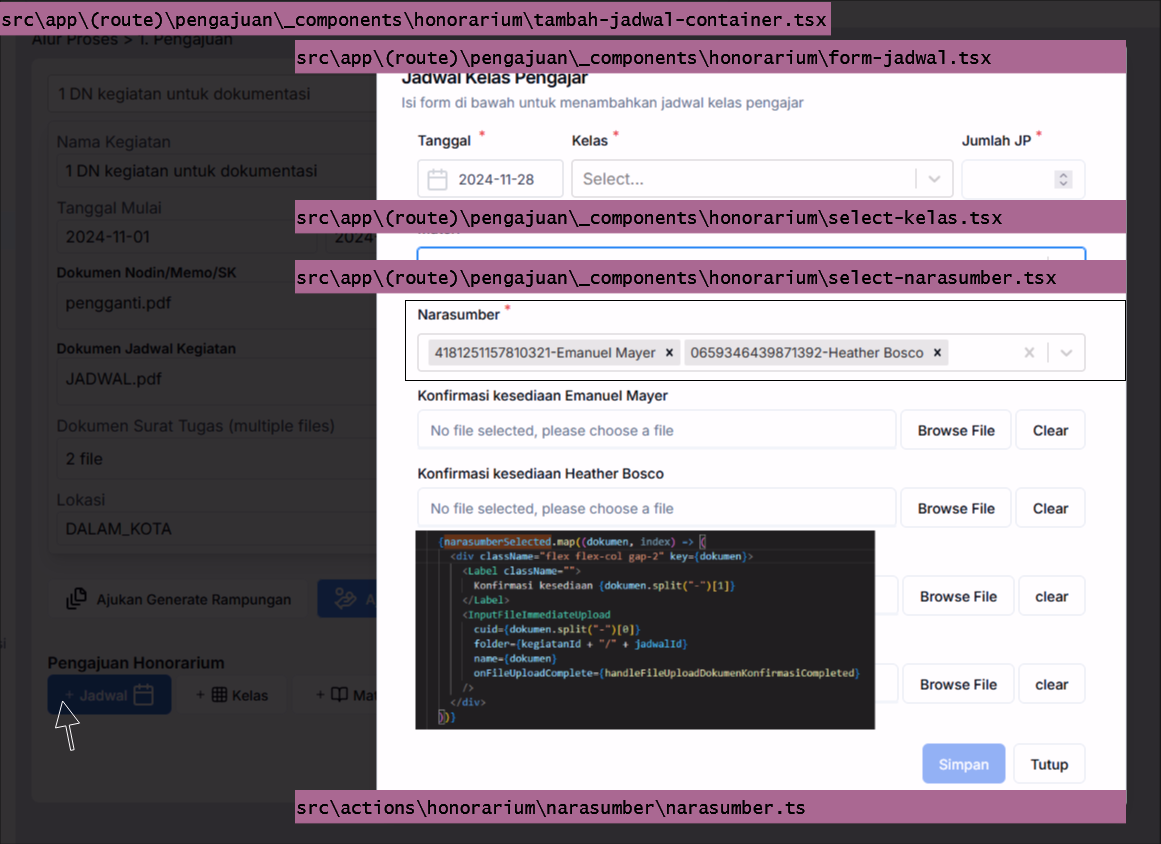 src\app\(route)\pengajuan\_components\honorarium\tambah-jadwal-container.tsx
Alur Proses > 1. Pengajuan
src\app\(route)\pengajuan\_components\honorarium\form-jadwal.tsx
1 DN kegiatan untuk dokumentasi
Nama Kegiatan
1 DN kegiatan untuk dokumentasi
Tanggal Mulai
2024-11-01
2024-
Dokumen Nodin/Memo/SK
pengganti.pdf
Dokumen Jadwal Kegiatan
JADWAL.pdf
Dokumen Surat Tugas (multiple files)
2 file
Lokasi
DALAM_KOTA
Ajukan Generate Rampungan
A
si
Pengajuan Honorarium
+ Jadwal
+ Kelas
+ Mat
Jadwal Kelas Pengajar
Isi form di bawah untuk menambahkan jadwal kelas pengajar
Tanggal *
Kelas *
Jumlah JP *
2024-11-28
Select...
src\app\(route)\pengajuan\_components\honorarium\select-kelas.tsx
src\app\(route)\pengajuan\_components\honorarium\select-narasumber.tsx
Narasumber *
4181251157810321-Emanuel Mayer ×
0659346439871392-Heather Bosco ×
×
Konfirmasi kesediaan Emanuel Mayer
No file selected, please choose a file
Browse File
Clear
Konfirmasi kesediaan Heather Bosco
No file selected, please choose a file
Browse File
Clear
{narasumberSelected.map((dokumen, index) => (
<div className="flex flex-col gap-2" key={dokumen}>
<Label className="">
Konfirmasi kesediaan {dokumen.split("-")[1]}
</Label>
<InputFileImmediateUpload
cuid={dokumen.split("-")[0]}
folder={kegiatanId + "/" + jadwalId}
name={dokumen}
onFileUploadComplete={handleFileUploadDokumenKonfirmasiCompleted}
/>
</div>
))}
Browse File
clear
Browse File
clear
Simpan
Tutup
src\actions\honorarium\narasumber\narasumber.ts